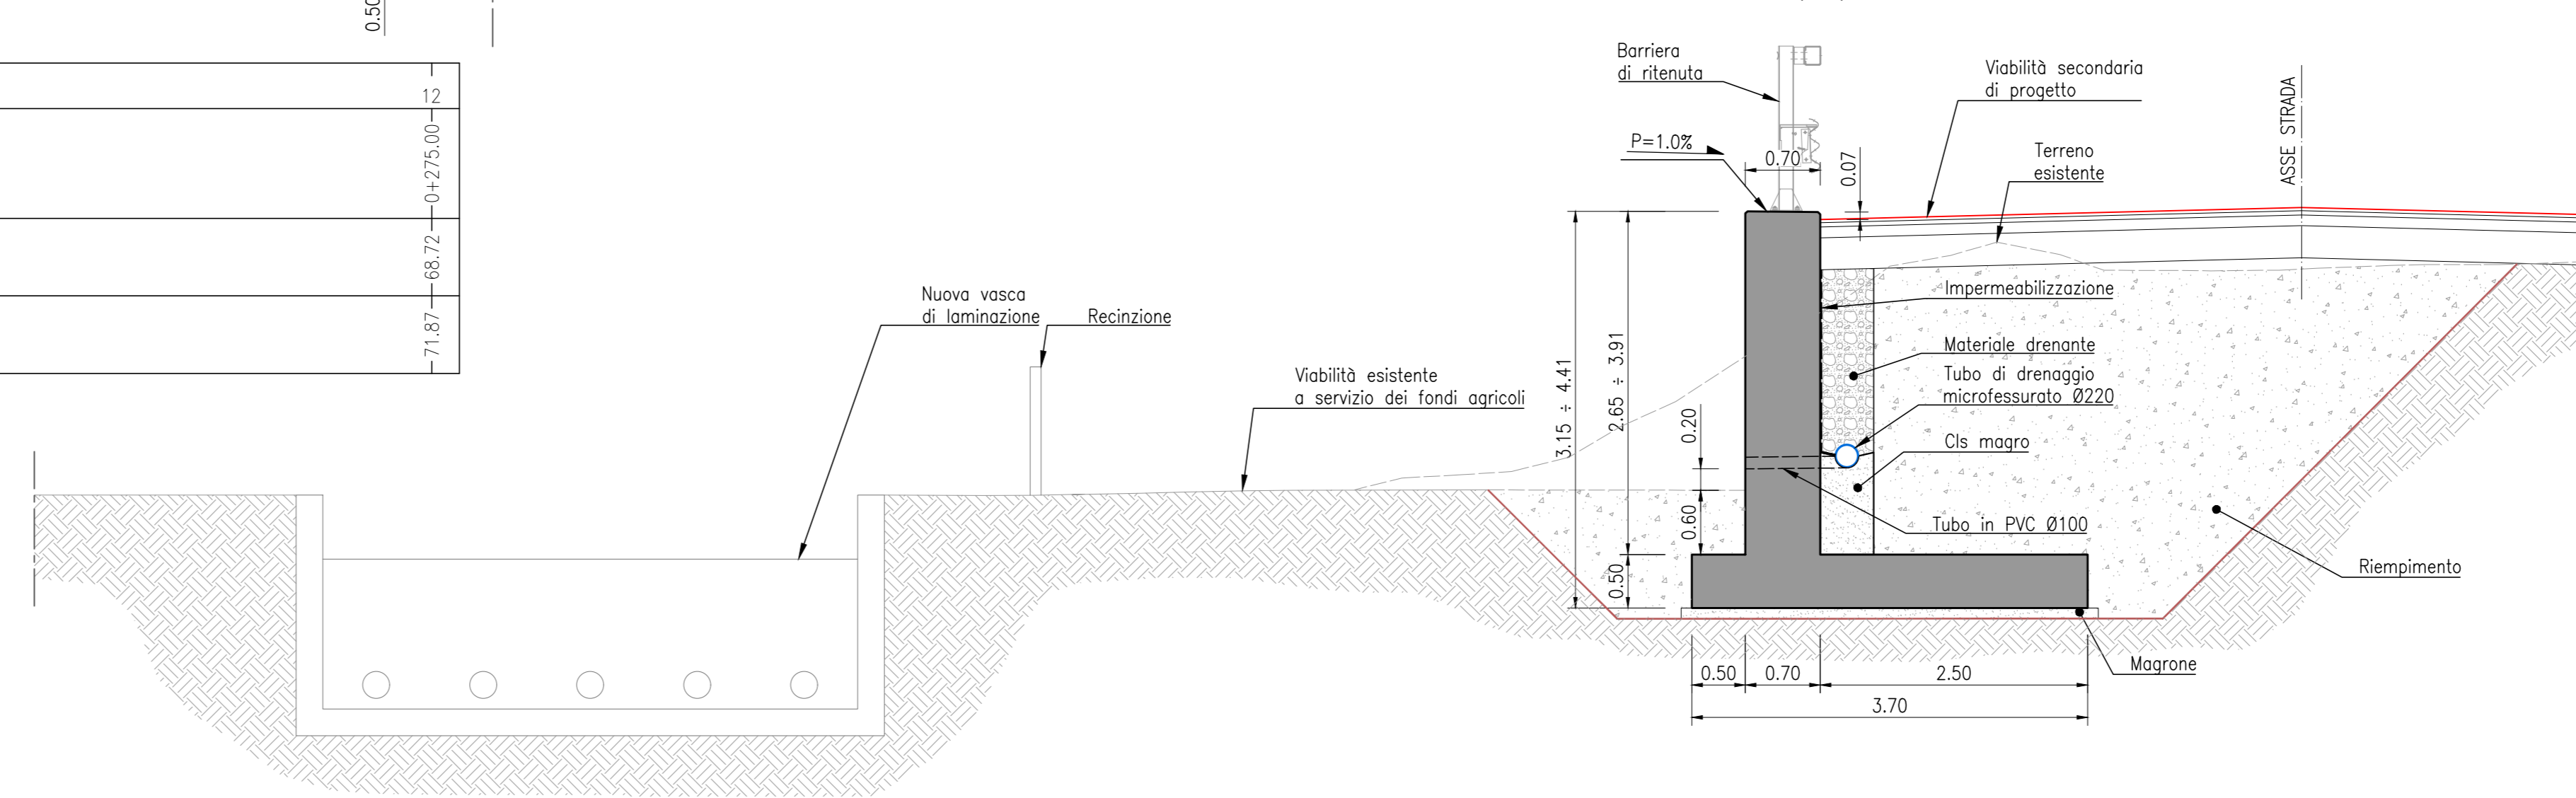 0.50
12
0+275.00
68.72
71.87
Nuova vasca
di laminazione
Recinzione
Viabilità esistente
a servizio dei fondi agricoli
Barriera
di ritenuta
P=1.0%
0.70
0.07
Viabilità secondaria
di progetto
Terreno
esistente
ASSE STRADA
3.15 ÷ 4.41
2.65 ÷ 3.91
0.20
0.60
0.50
Impermeabilizzazione
Materiale drenante
Tubo di drenaggio
microfessurato Ø220
Cls magro
Tubo in PVC Ø100
Riempimento
Magrone
0.50
0.70
2.50
3.70